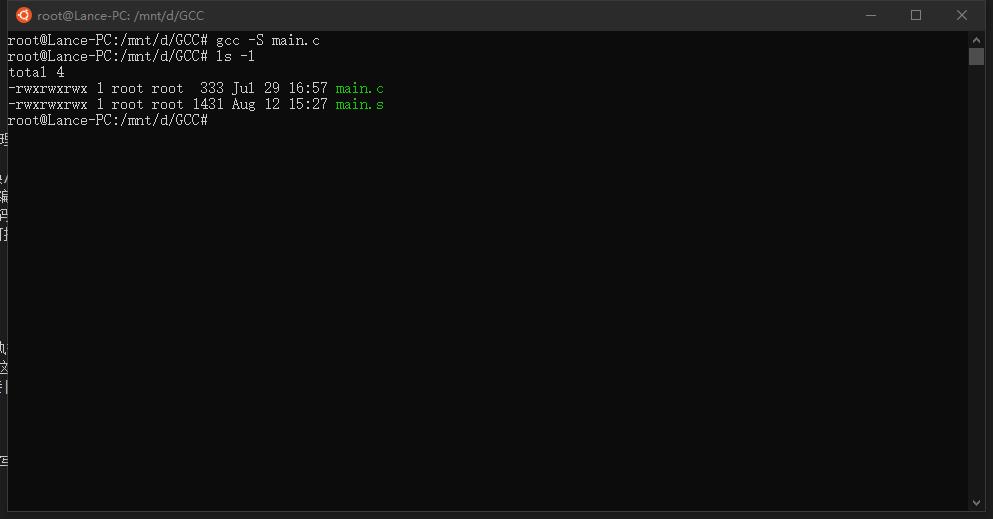 root@Lance-PC: /mnt/d/GCC
root@Lance-PC:/mnt/d/GCC# gcc -S main.c
root@Lance-PC:/mnt/d/GCC# ls -l
total 4
-rwxrwxrwx 1 root root  333 Jul 29 16:57 main.c
-rwxrwxrwx 1 root root 1431 Aug 12 15:27 main.s
root@Lance-PC:/mnt/d/GCC#